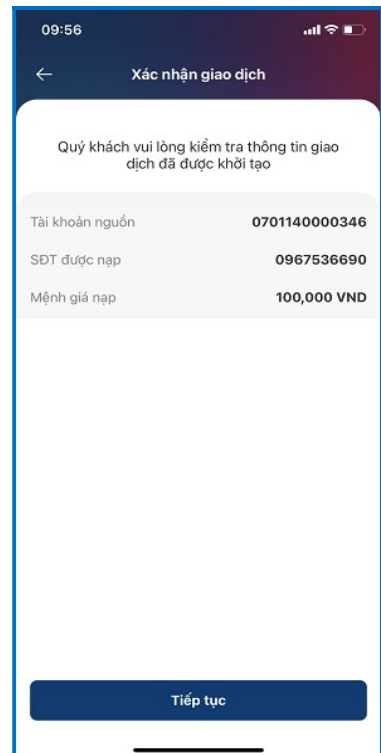 09:56
Xác nhận giao dịch
Quý khách vui lòng kiểm tra thông tin giao
dịch đã được khởi tạo
Tài khoản nguồn 0701140000346
SĐT được nạp 0967536690
Mệnh giá nạp 100,000 VND
Tiếp tục